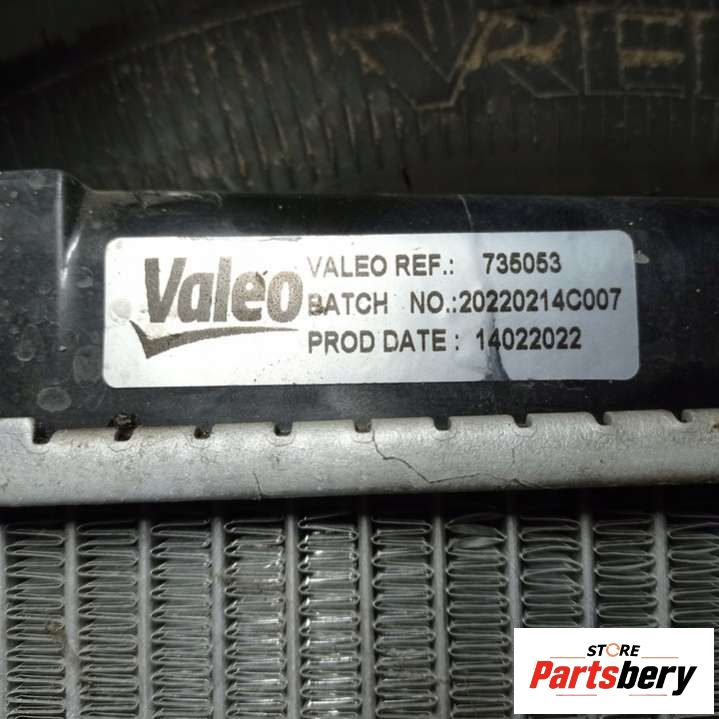 Valeo
VALEO REF.: 735053
BATCH NO.:20220214C007
PROD DATE : 14022022
STORE
Partsbery